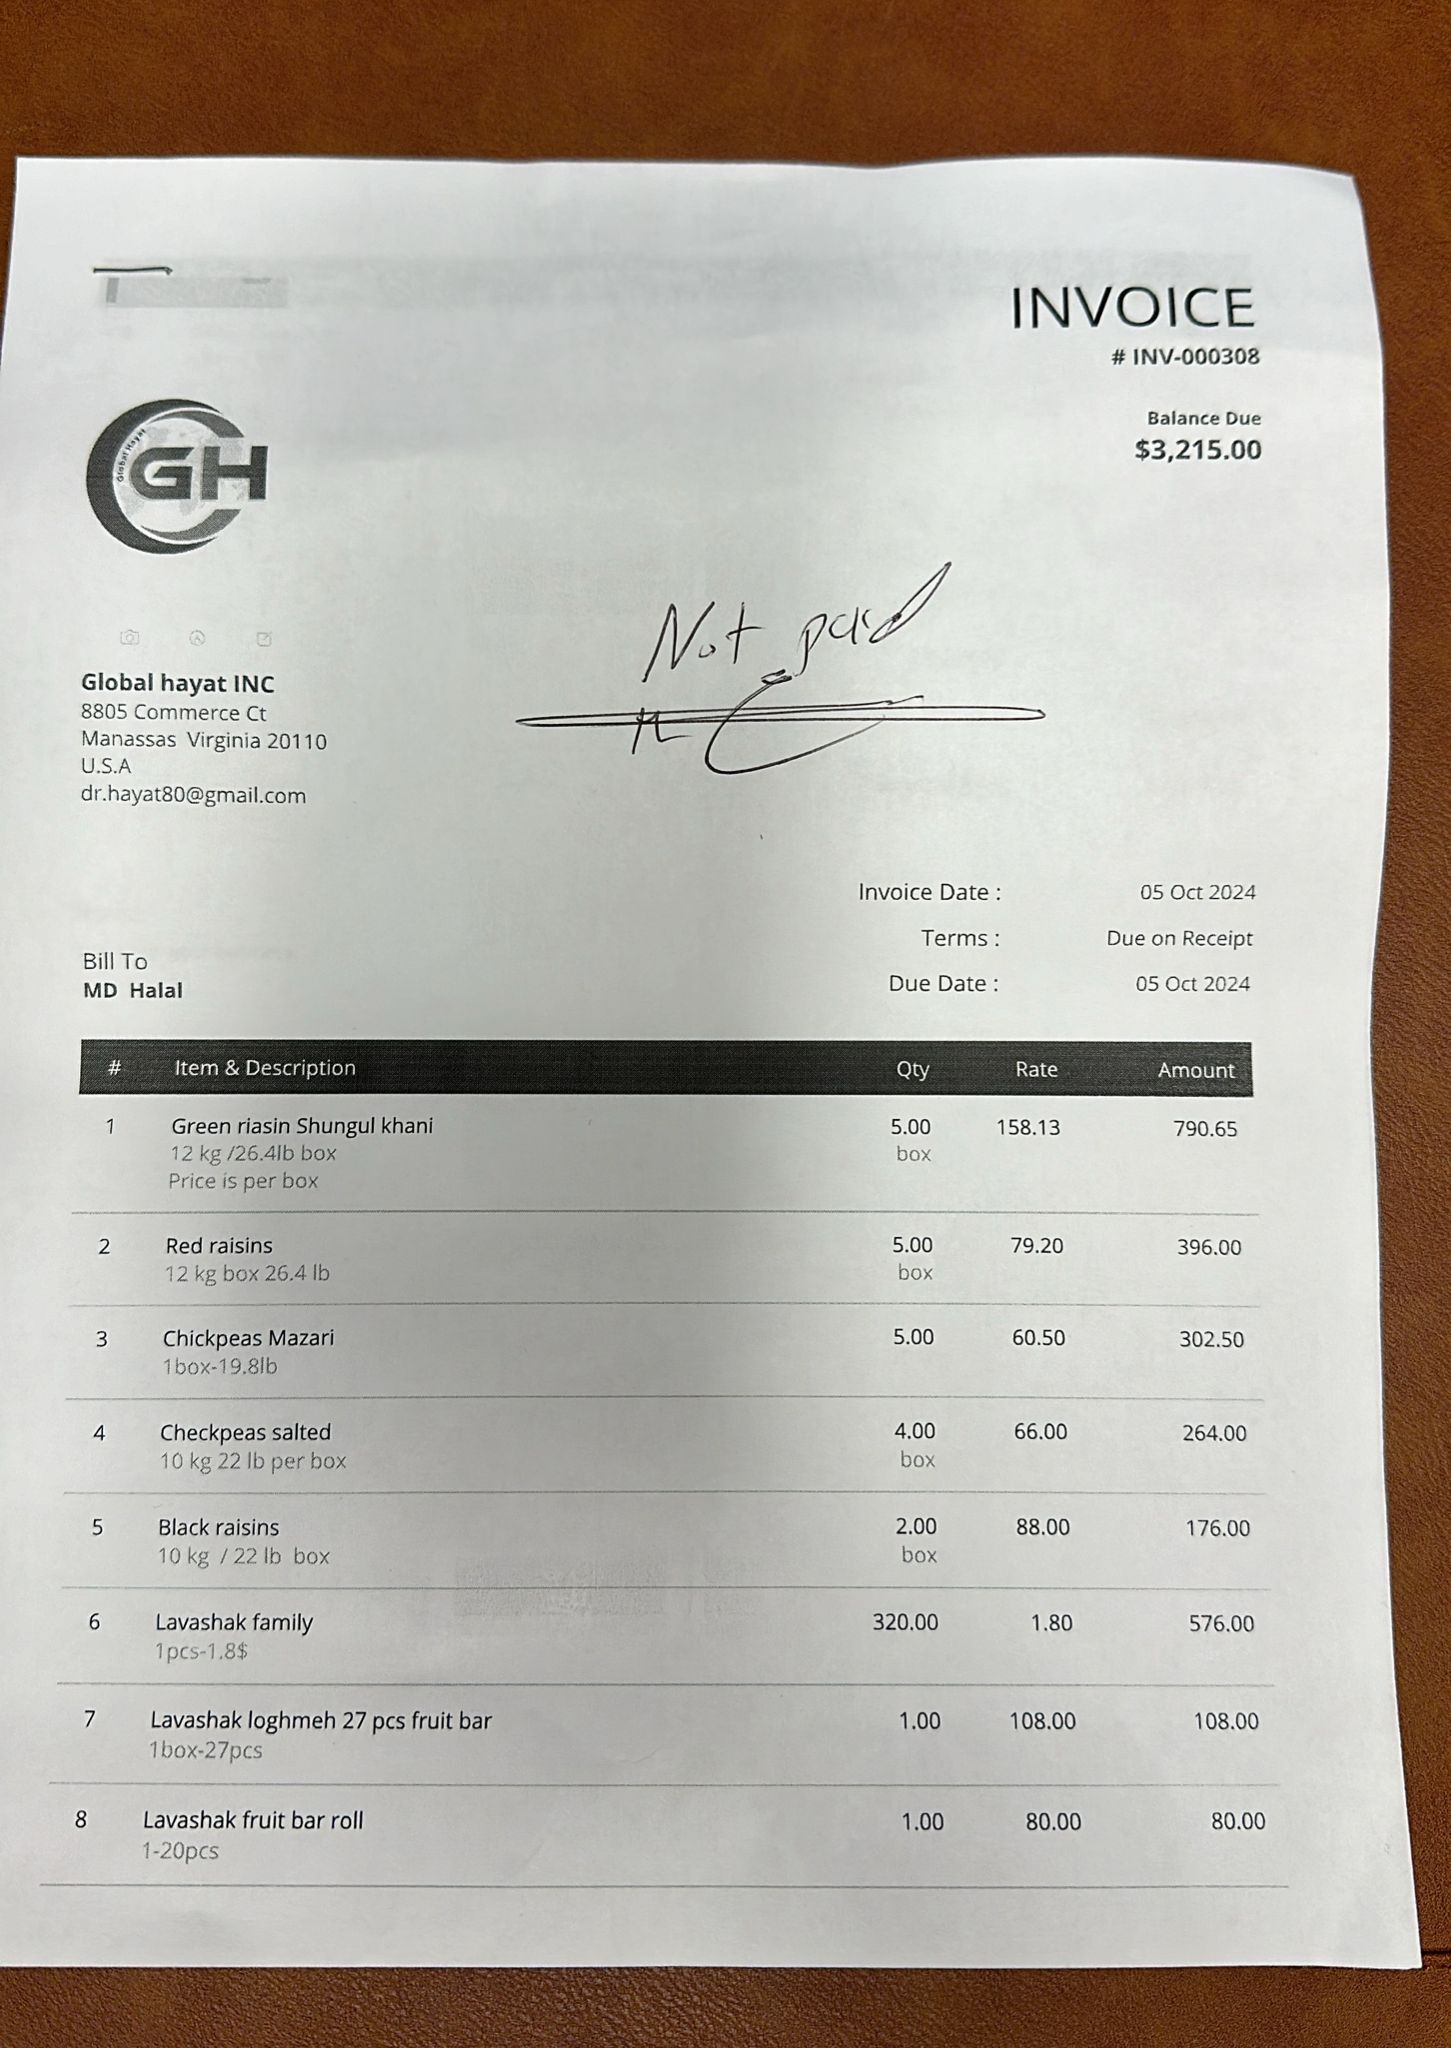 INVOICE
# INV-000308
Balance Due
$3,215.00
Global Hayat
GH
Not paid
Global hayat INC
8805 Commerce Ct
Manassas Virginia 20110
U.S.A
dr.hayat80@gmail.com
Invoice Date : 05 Oct 2024
Terms : Due on Receipt
Due Date : 05 Oct 2024
Bill To
MD Halal
# Item & Description Qty Rate Amount
1 Green riasin Shungul khani 5.00 158.13 790.65
12 kg /26.4lb box box
Price is per box
2 Red raisins 5.00 79.20 396.00
12 kg box 26.4 lb box
3 Chickpeas Mazari 5.00 60.50 302.50
1box-19.8lb
4 Checkpeas salted 4.00 66.00 264.00
10 kg 22 lb per box box
5 Black raisins 2.00 88.00 176.00
10 kg / 22 lb box box
6 Lavashak family 320.00 1.80 576.00
1pcs-1.8$
7 Lavashak loghmeh 27 pcs fruit bar 1.00 108.00 108.00
1box-27pcs
8 Lavashak fruit bar roll 1.00 80.00 80.00
1-20pcs